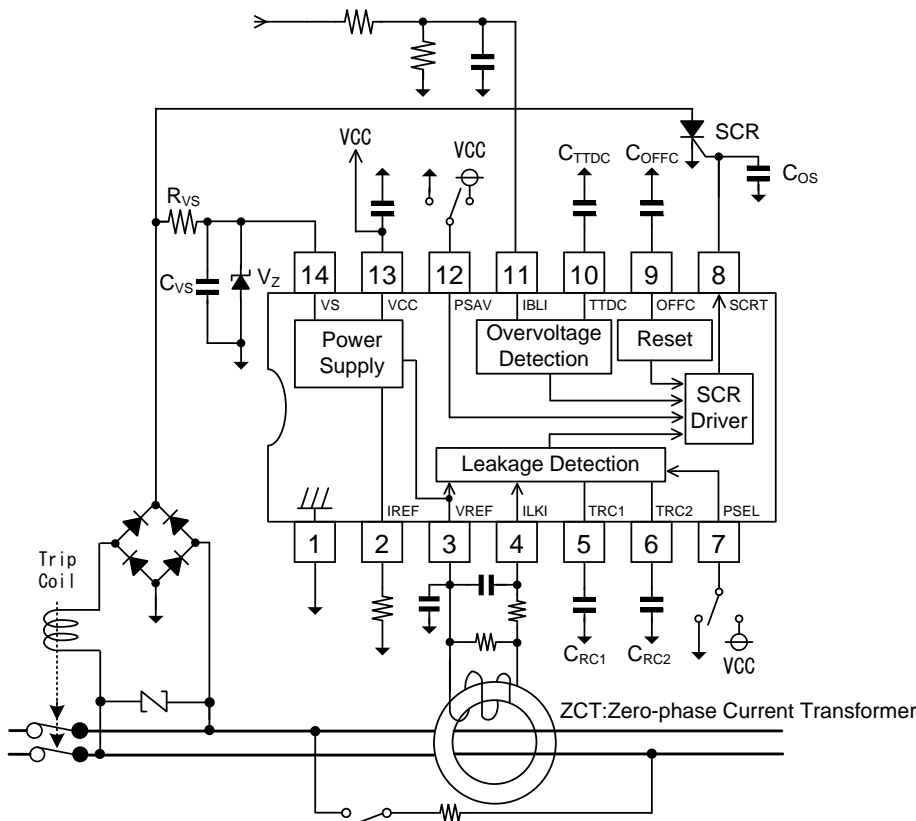 SCR
VCC
VCC
CTTDC
COFFC
COS
RVS
CVS
VZ
14
13
12
11
10
9
8
VS
VCC
PSAV
IBLI
TTDC
OFFC
SCRT
Power
Supply
Overvoltage
Detection
Reset
SCR
Driver
Leakage Detection
IREF
VREF
ILKI
TRC1
TRC2
PSEL
1
2
3
4
5
6
7
Trip
Coil
CRC1
CRC2
VCC
ZCT:Zero-phase Current Transformer